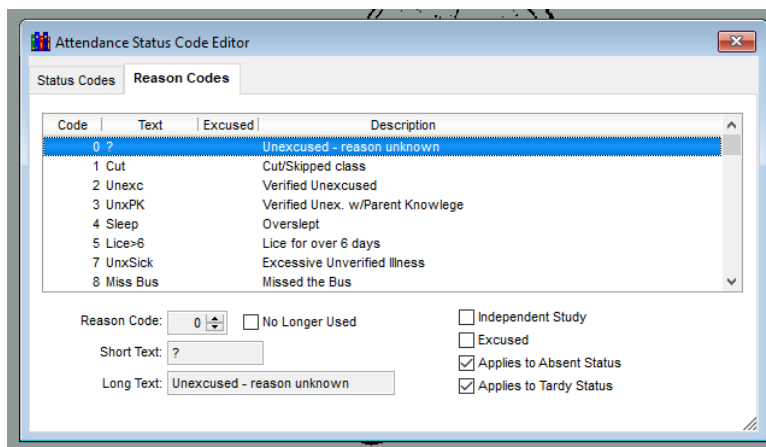 Attendance Status Code Editor
Status Codes Reason Codes
Code Text Excused Description
0 ? Unexcused - reason unknown
1 Cut Cut/Skipped class
2 Unexc Verified Unexcused
3 UnxPK Verified Unex. w/Parent Knowlege
4 Sleep Overslept
5 Lice>6 Lice for over 6 days
7 UnxSick Excessive Unverified Illness
8 Miss Bus Missed the Bus
Reason Code: 0 No Longer Used
Short Text: ?
Long Text: Unexcused - reason unknown
Independent Study
Excused
Applies to Absent Status
Applies to Tardy Status